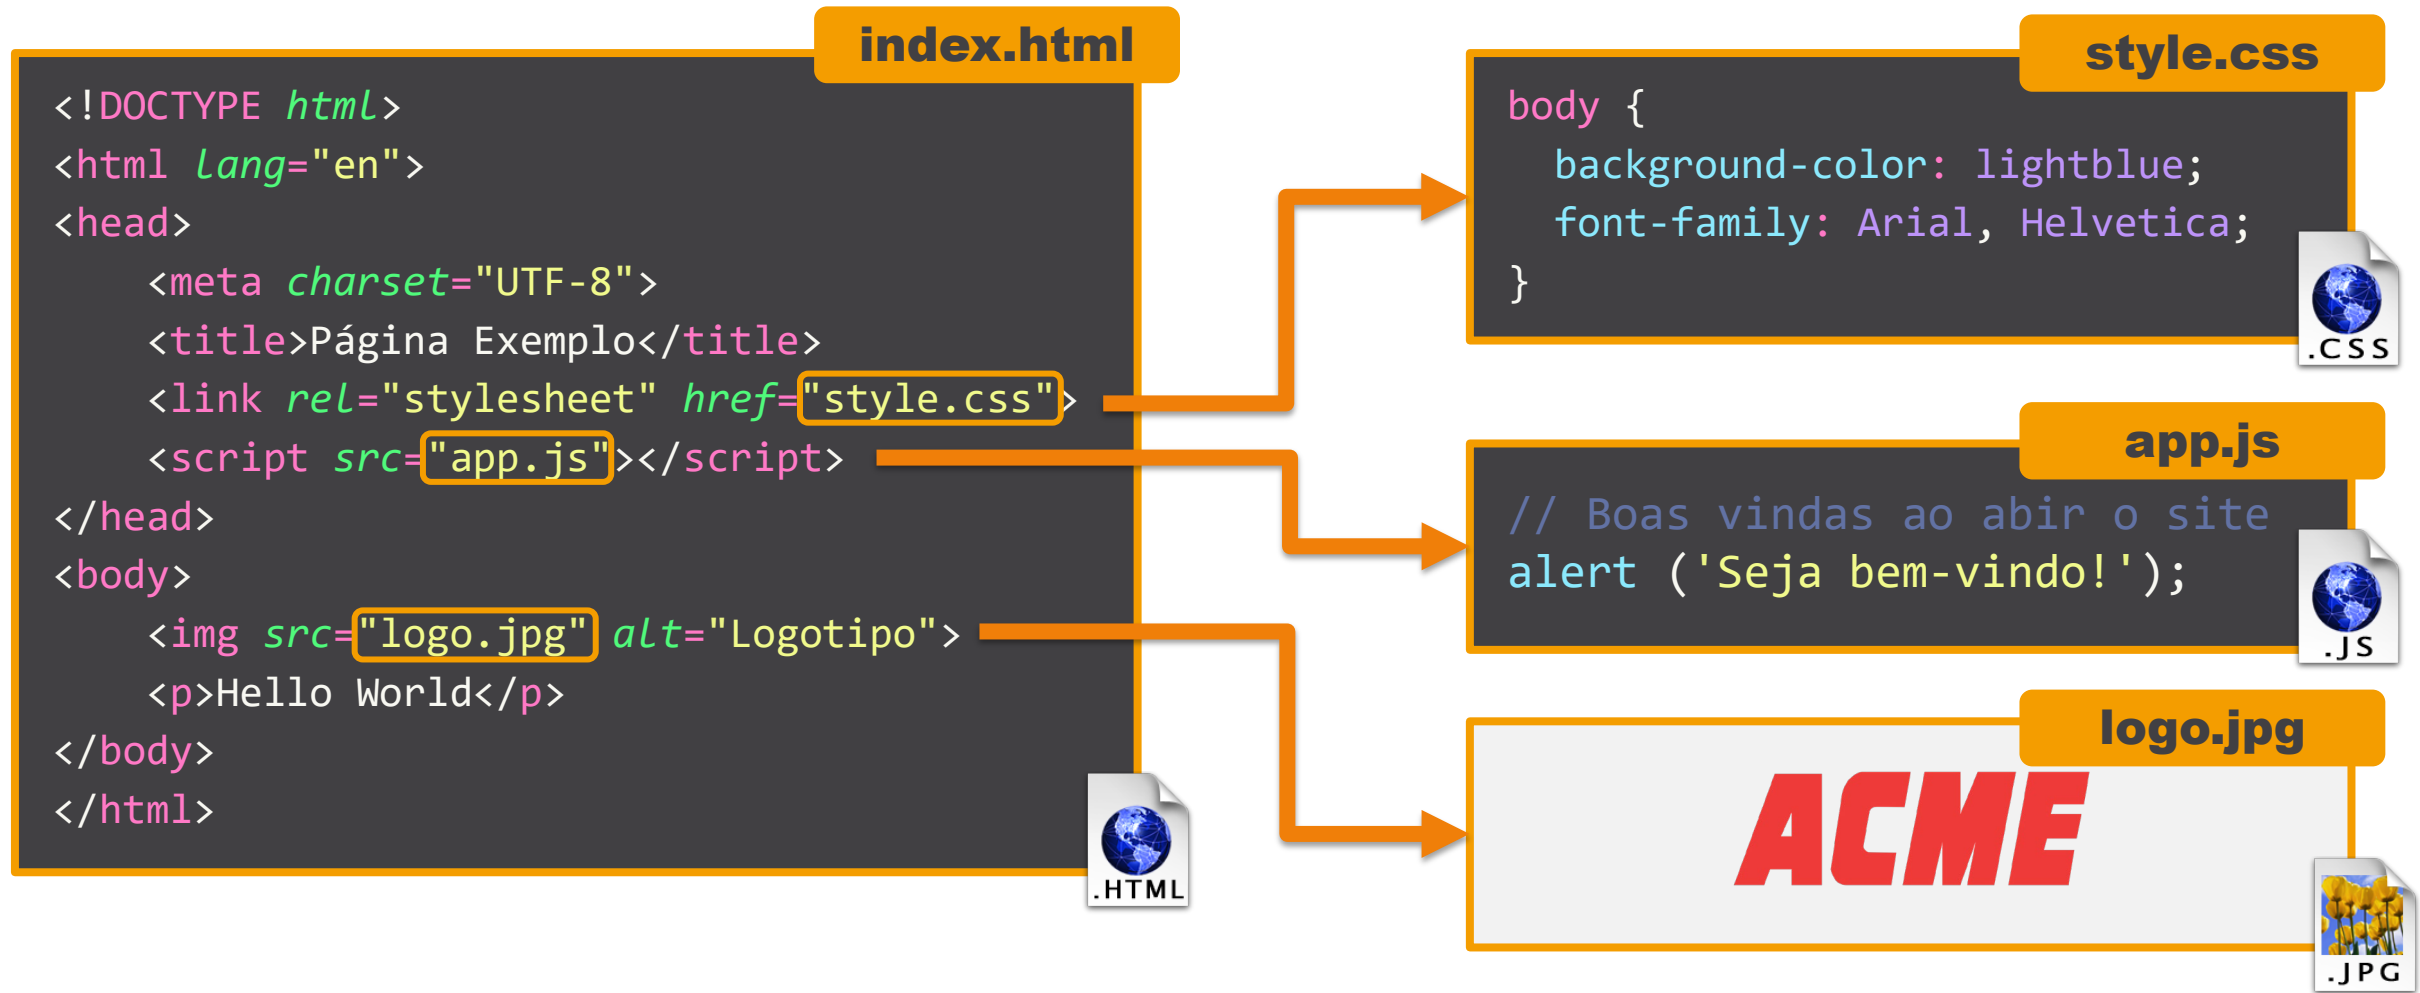 index.html
<!DOCTYPE html>
<html lang="en">
<head>
<meta charset="UTF-8">
<title>Página Exemplo</title>
<link rel="stylesheet" href="style.css">
<script src="app.js"></script>
</head>
<body>
<img src="logo.jpg" alt="Logotipo">
<p>Hello World</p>
</body>
</html>
.HTML
style.css
body {
background-color: lightblue;
font-family: Arial, Helvetica;
}
.CSS
app.js
// Boas vindas ao abir o site
alert ('Seja bem-vindo!');
.JS
logo.jpg
ACME
.JPG